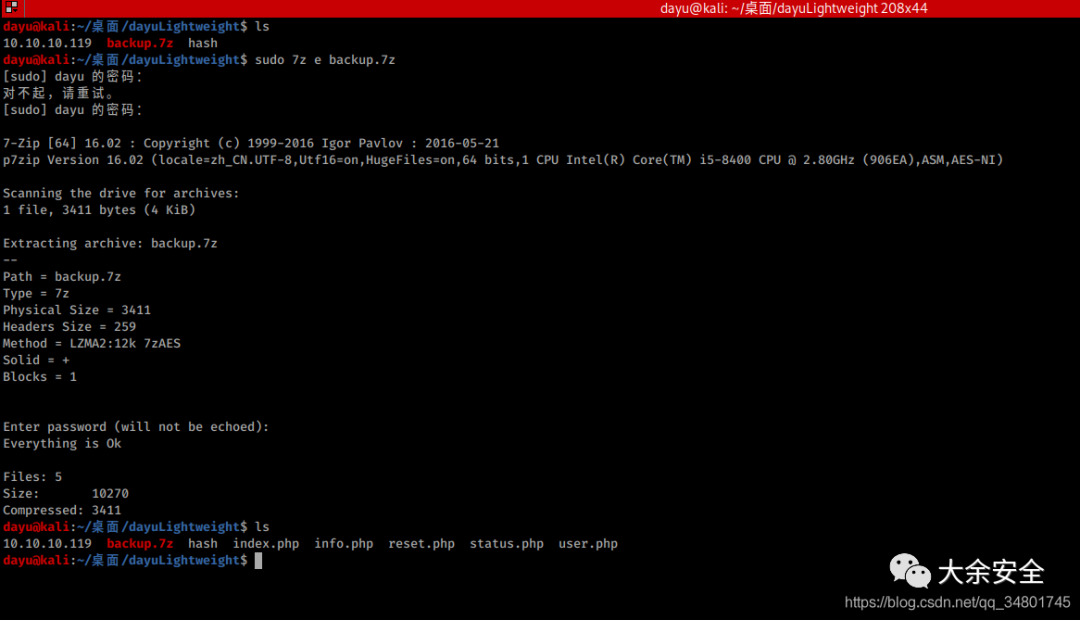 dayu@kali: ~/桌面/dayuLightweight 208x44
dayu@kali:~/桌面/dayuLightweight$ ls
10.10.10.119  backup.7z  hash
dayu@kali:~/桌面/dayuLightweight$ sudo 7z e backup.7z
[sudo] dayu 的密码：
对不起，请重试。
[sudo] dayu 的密码：
7-Zip [64] 16.02 : Copyright (c) 1999-2016 Igor Pavlov : 2016-05-21
p7zip Version 16.02 (locale=zh_CN.UTF-8,Utf16=on,HugeFiles=on,64 bits,1 CPU Intel(R) Core(TM) i5-8400 CPU @ 2.80GHz (906EA),ASM,AES-NI)
Scanning the drive for archives:
1 file, 3411 bytes (4 KiB)
Extracting archive: backup.7z
--
Path = backup.7z
Type = 7z
Physical Size = 3411
Headers Size = 259
Method = LZMA2:12k 7zAES
Solid = +
Blocks = 1
Enter password (will not be echoed):
Everything is Ok
Files: 5
Size:       10270
Compressed: 3411
dayu@kali:~/桌面/dayuLightweight$ ls
10.10.10.119  backup.7z  hash  index.php  info.php  reset.php  status.php  user.php
dayu@kali:~/桌面/dayuLightweight$
大余安全
https://blog.csdn.net/qq_34801745